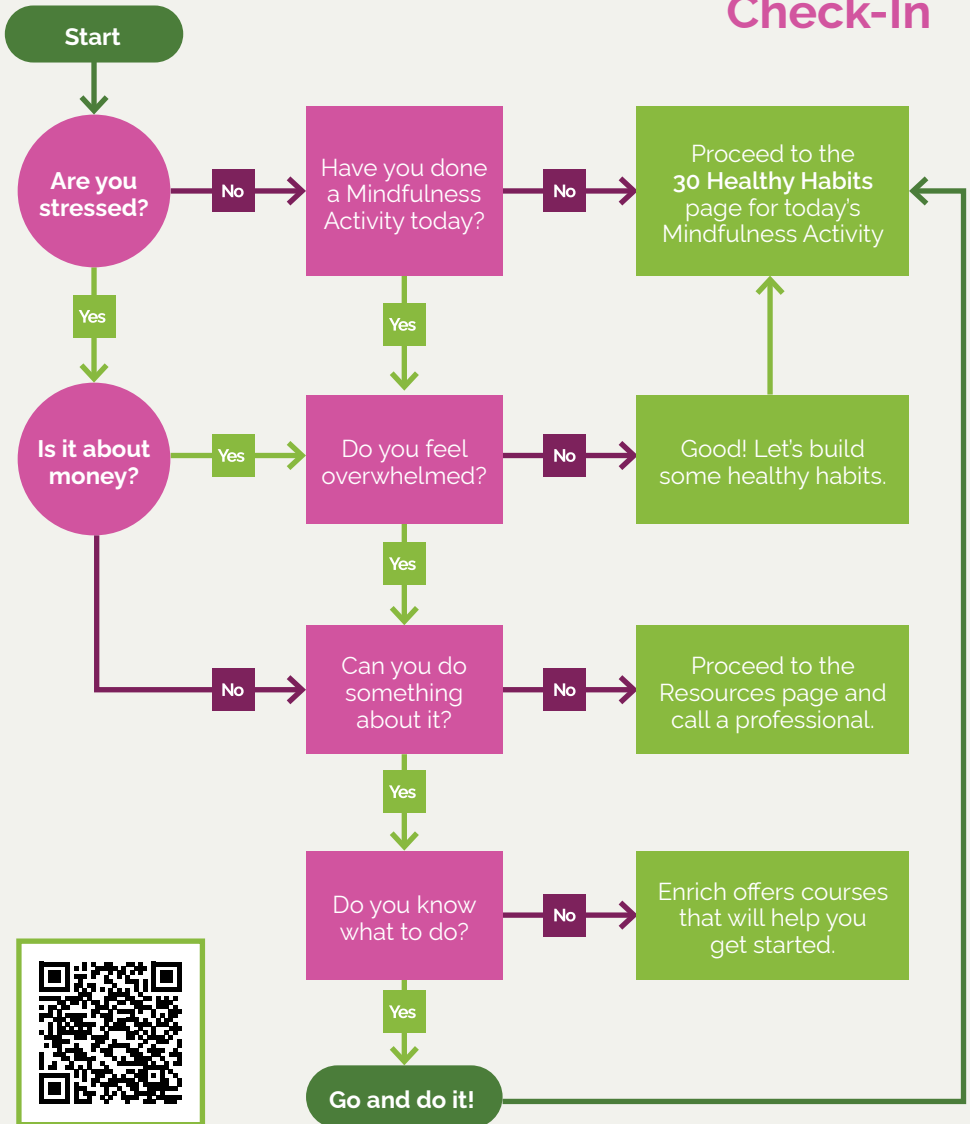 Check-In
Start
Are you
stressed?
No
Have you done
a Mindfulness
Activity today?
No
Proceed to the
30 Healthy Habits
page for today's
Mindfulness Activity
Yes
Yes
Is it about
money?
Yes
Do you feel
overwhelmed?
No
Good! Let's build
some healthy habits.
Yes
No
Can you do
something
about it?
No
Proceed to the
Resources page and
call a professional.
Yes
Do you know
what to do?
No
Enrich offers courses
that will help you
get started.
Yes
Go and do it!